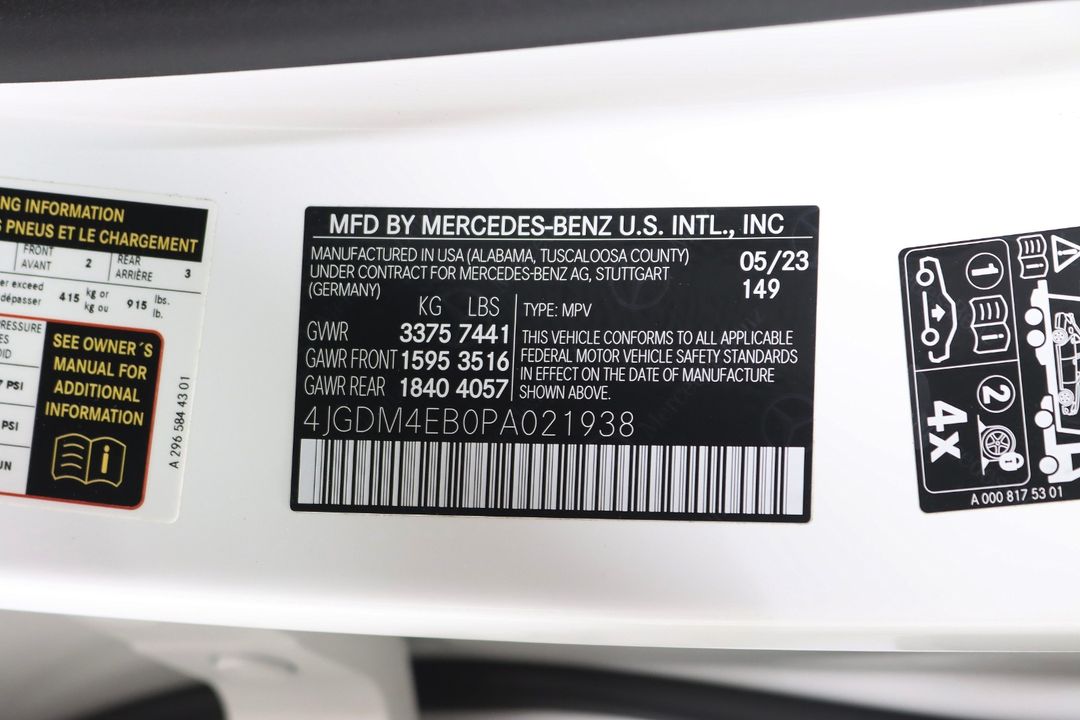 NG INFORMATION
PNEUS ET LE CHARGEMENT
FRONT
AVANT
2
REAR
ARRIÈRE
3
er exceed
dépasser
415
kg or
kg ou
915
lbs.
lb.
PRESSURE
PSI
PSI
SEE OWNER´S
MANUAL FOR
ADDITIONAL
INFORMATION
A 296 584 43 01
MFD BY MERCEDES-BENZ U.S. INTL., INC
MANUFACTURED IN USA (ALABAMA, TUSCALOOSA COUNTY)
UNDER CONTRACT FOR MERCEDES-BENZ AG, STUTTGART
(GERMANY)
05/23
149
KG LBS
GVWR 3375 7441
GAWR FRONT 1595 3516
GAWR REAR 1840 4057
TYPE: MPV
THIS VEHICLE CONFORMS TO ALL APPLICABLE
FEDERAL MOTOR VEHICLE SAFETY STANDARDS
IN EFFECT ON THE DATE OF MANUFACTURE
SHOWN ABOVE.
4JGDM4EB0PA021938
1
2
4x
A 000 817 53 01